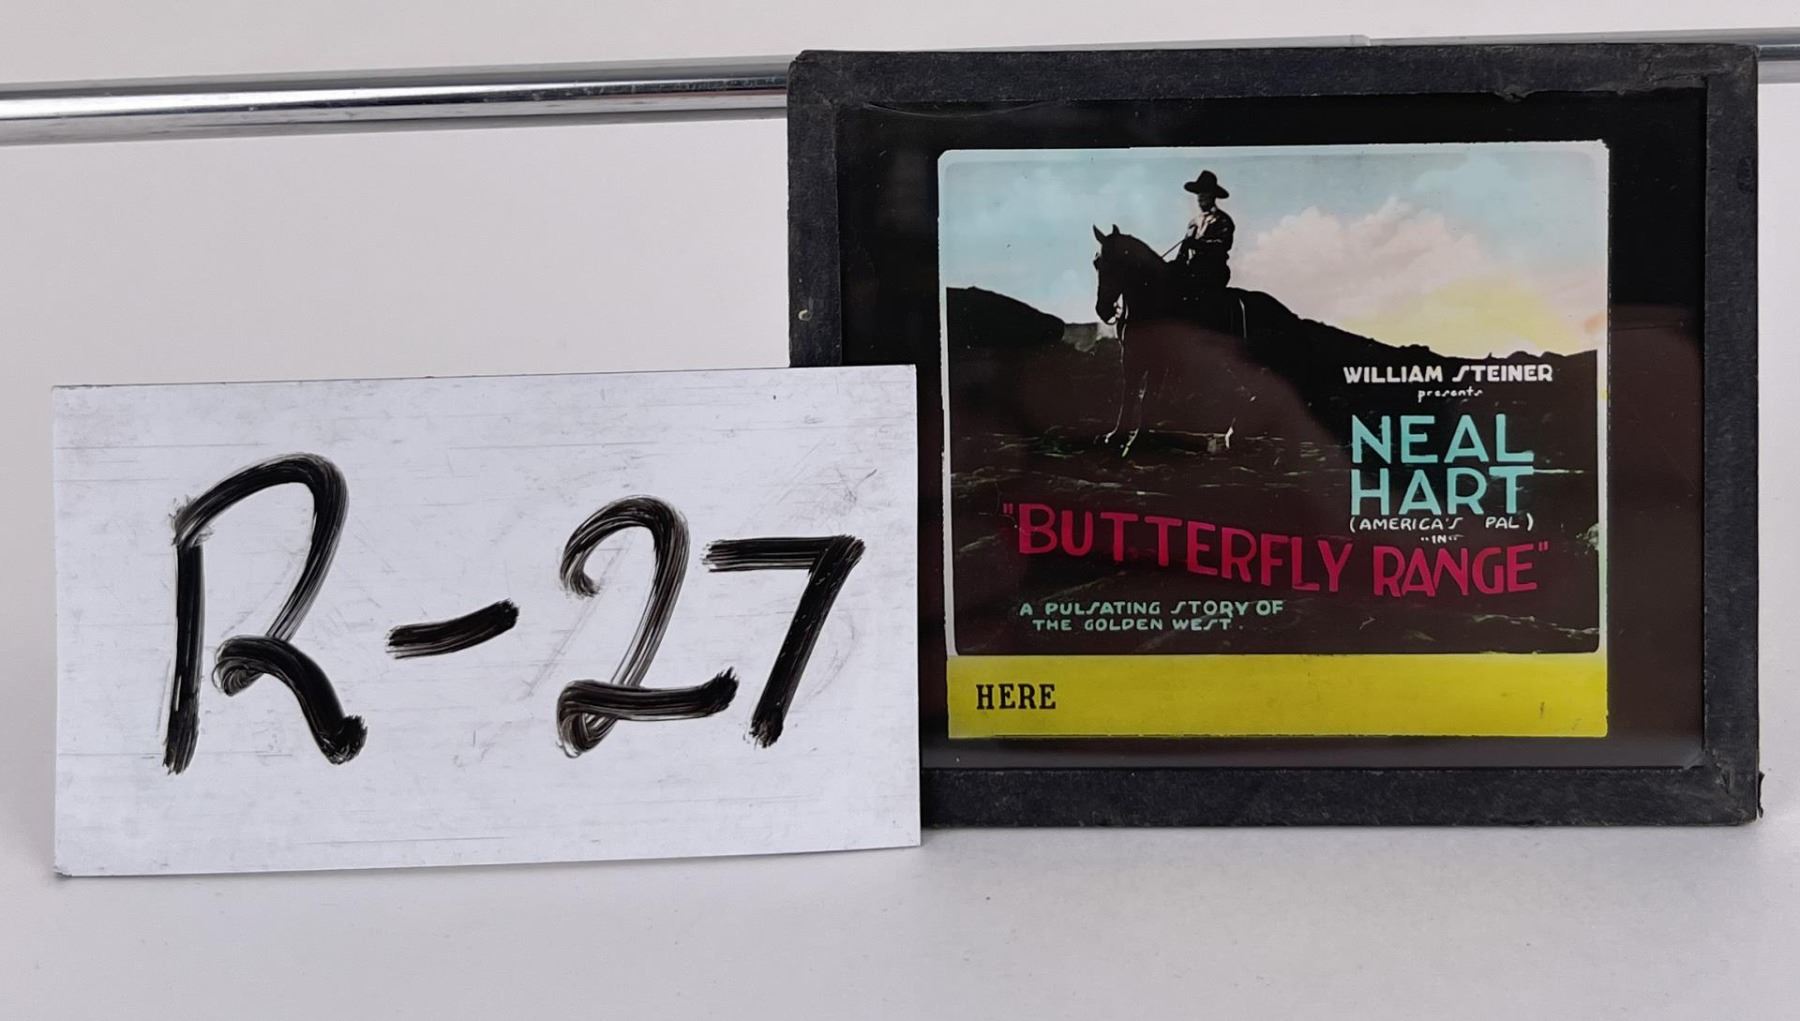 R-27
WILLIAM STEINER
presents
NEAL
HART
(AMERICA'S PAL)
"IN"
"BUTTERFLY RANGE"
A PULSATING STORY OF
THE GOLDEN WEST.
HERE